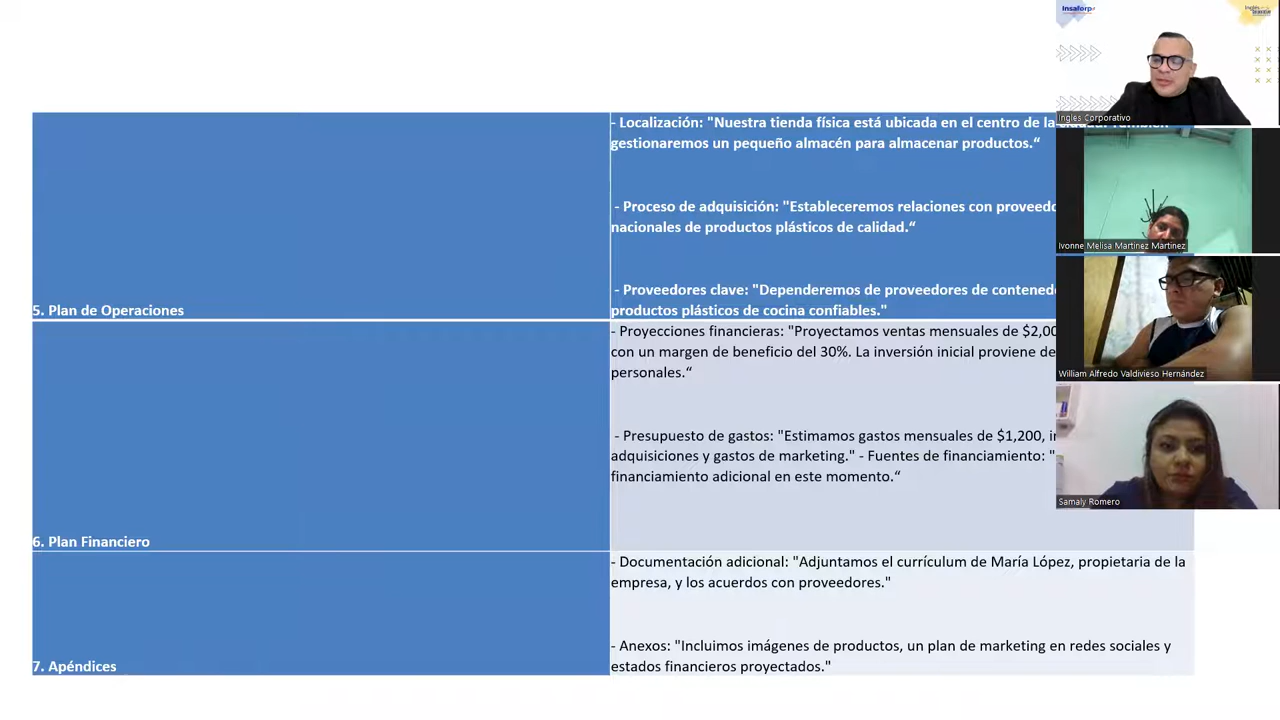 - Localización: "Nuestra tienda física está ubicada en el centro de la
gestionaremos un pequeño almacén para almacenar productos.“
- Proceso de adquisición: "Estableceremos relaciones con
nacionales de productos plásticos de calidad.“
- Proveedores clave: "Dependeremos de proveedores de
productos plásticos de cocina confiables."
5. Plan de Operaciones
- Proyecciones financieras: "Proyectamos ventas mensuales de
con un margen de beneficio del 30%. La inversión inicial proviene de
personales.“
- Presupuesto de gastos: "Estimamos gastos mensuales de $1,200,
adquisiciones y gastos de marketing." - Fuentes de financiamiento: "
financiamiento adicional en este momento.“
6. Plan Financiero
- Documentación adicional: "Adjuntamos el currículum de María López, propietaria de la
empresa, y los acuerdos con proveedores."
- Anexos: "Incluimos imágenes de productos, un plan de marketing en redes sociales y
estados financieros proyectados."
7. Apéndices
Insaforp
Ingles Corporativo
Ivonne Melisa Martinez Martinez
William Alfredo Valdivieso Hernández
Samaly Romero